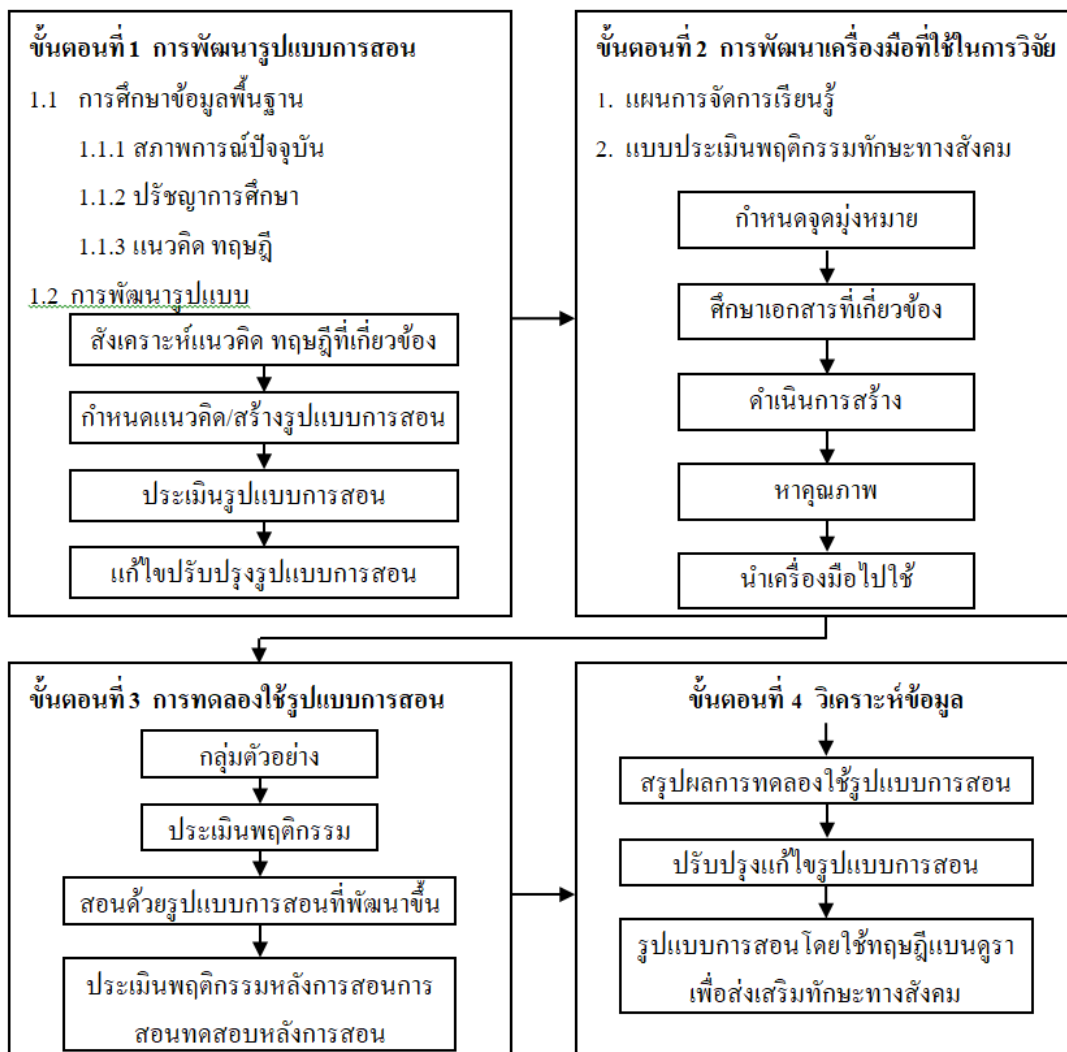 ขั้นตอนที่ 1 การพัฒนารูปแบบการสอน
1.1 การศึกษาข้อมูลพื้นฐาน
1.1.1 สภาพการณ์ปัจจุบัน
1.1.2 ปรัชญาการศึกษา
1.1.3 แนวคิด ทฤษฎี
1.2 การพัฒนารูปแบบ
สังเคราะห์แนวคิด ทฤษฎีที่เกี่ยวข้อง
กำหนดแนวคิด/สร้างรูปแบบการสอน
ประเมินรูปแบบการสอน
แก้ไขปรับปรุงรูปแบบการสอน
ขั้นตอนที่ 2 การพัฒนาเครื่องมือที่ใช้ในการวิจัย
1. แผนการจัดการเรียนรู้
2. แบบประเมินพฤติกรรมทักษะทางสังคม
กำหนดจุดมุ่งหมาย
ศึกษาเอกสารที่เกี่ยวข้อง
ดำเนินการสร้าง
หาคุณภาพ
นำเครื่องมือไปใช้
ขั้นตอนที่ 3 การทดลองใช้รูปแบบการสอน
กลุ่มตัวอย่าง
ประเมินพฤติกรรม
สอนด้วยรูปแบบการสอนที่พัฒนาขึ้น
ประเมินพฤติกรรมหลังการสอนการ
สอนทดสอบหลังการสอน
ขั้นตอนที่ 4 วิเคราะห์ข้อมูล
สรุปผลการทดลองใช้รูปแบบการสอน
ปรับปรุงแก้ไขรูปแบบการสอน
รูปแบบการสอนโดยใช้ทฤษฎีแบนดูรา
เพื่อส่งเสริมทักษะทางสังคม